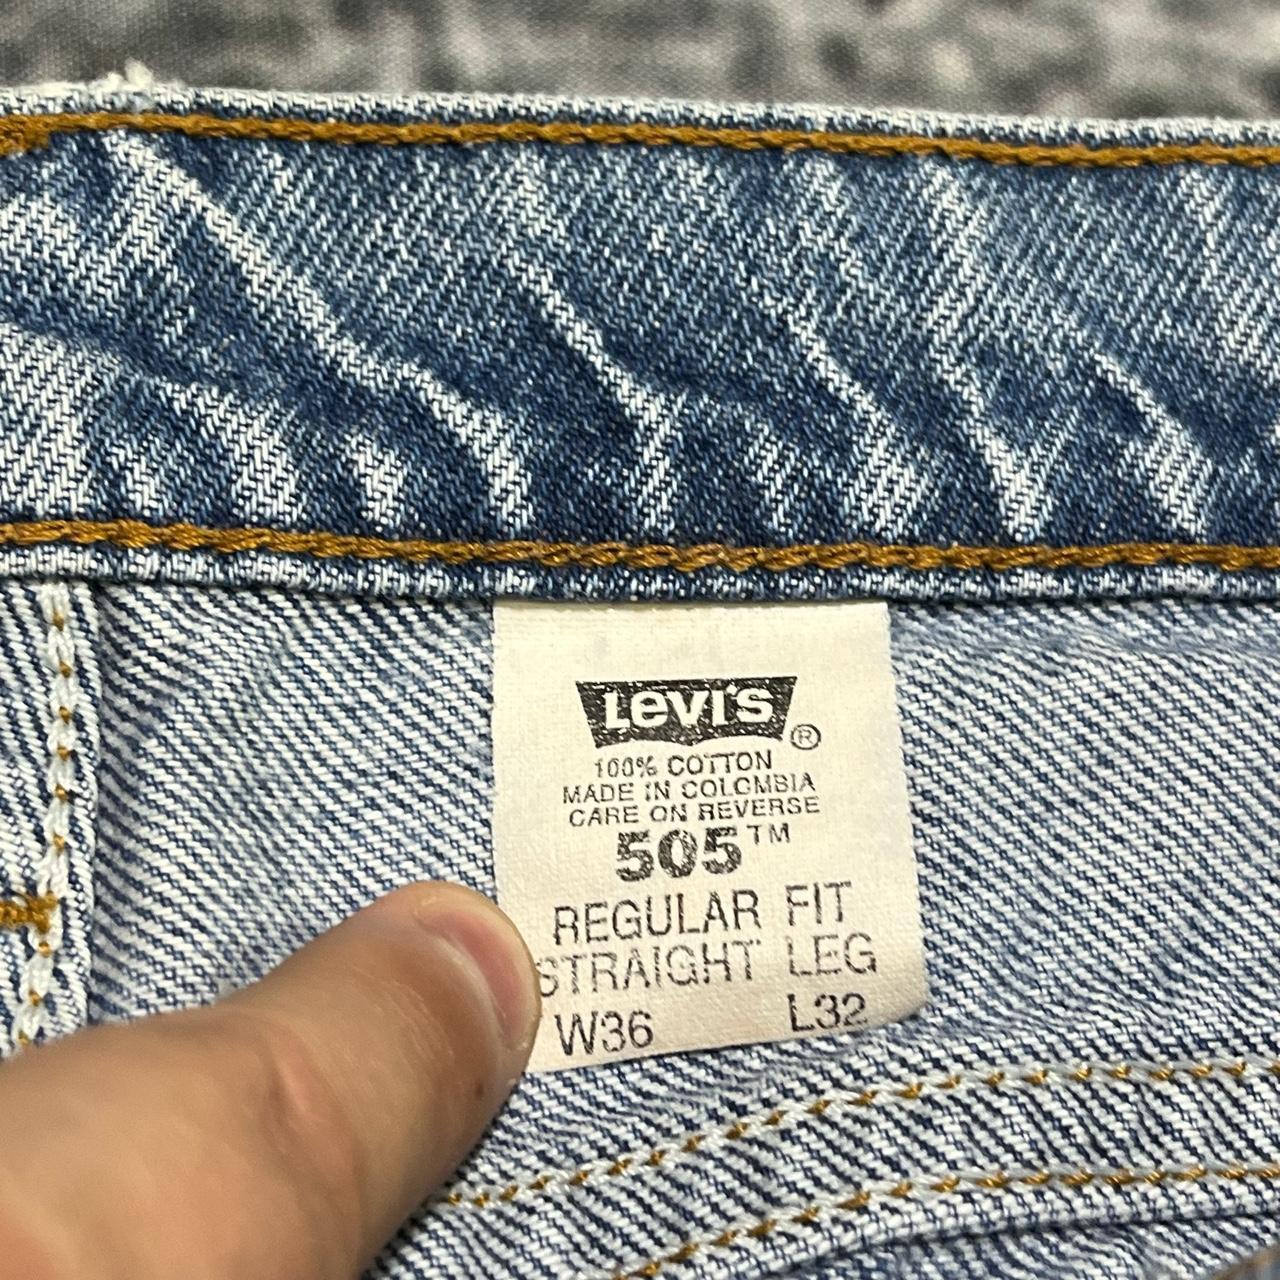 Levi's ®
100% COTTON
MADE IN COLOMBIA
CARE ON REVERSE
505™
REGULAR FIT
STRAIGHT LEG
W36 L32